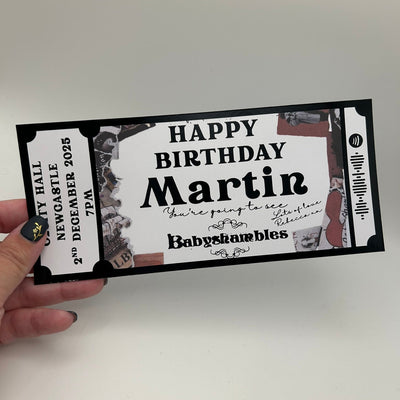 CITY HALL
NEWCASTLE
2ND DECEMBER 2025
7PM
HAPPY
BIRTHDAY
Martin
You're going to see
Lots of love
Rebecca x
Babyshambles